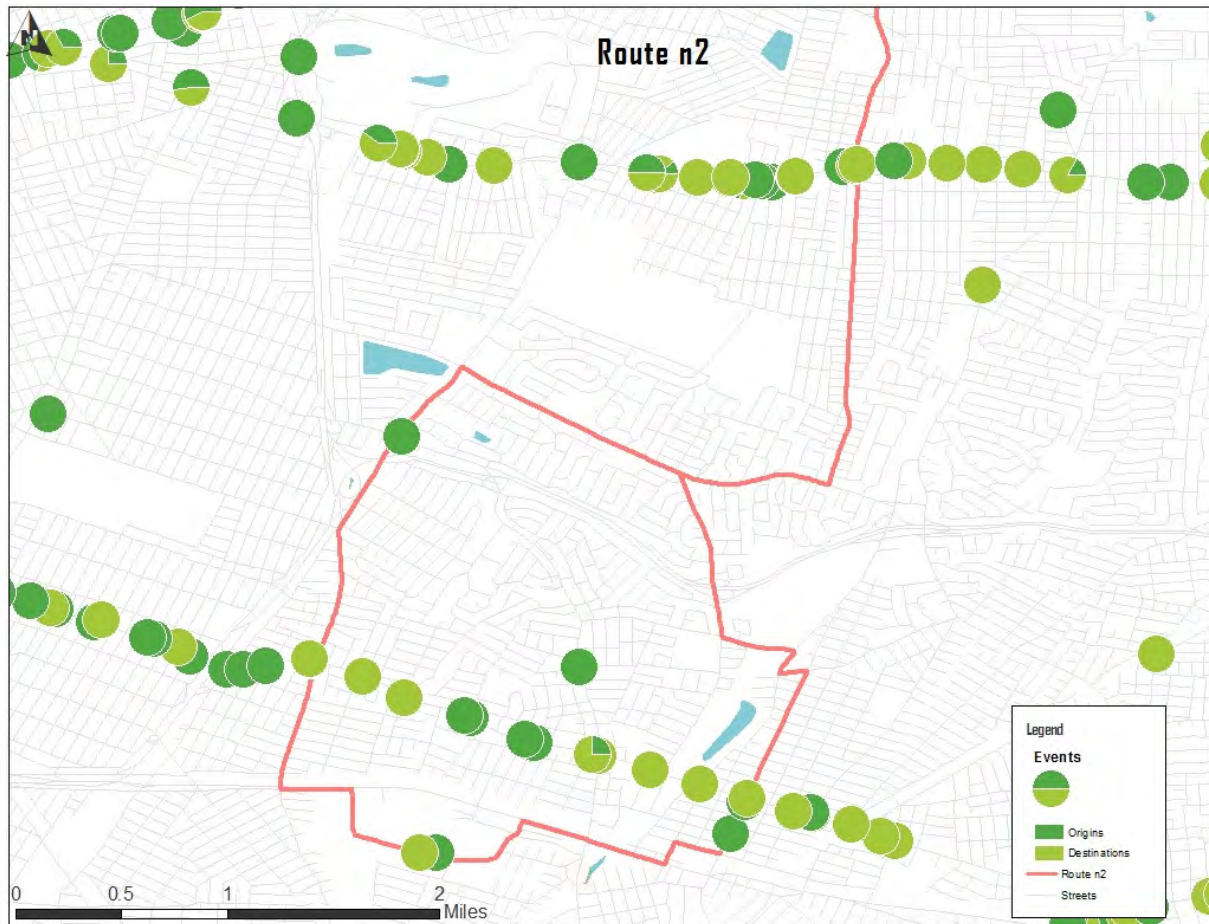 N
Route n2
Legend
Events
Origins
Destinations
Route n2
Streets
0 0.5 1 2
Miles